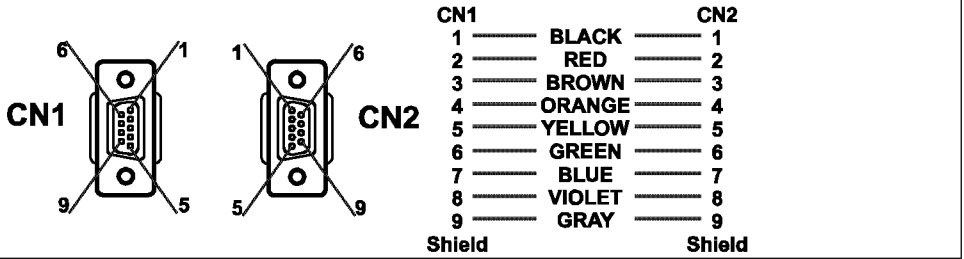 CN1 CN2
1 BLACK 1
2 RED 2
3 BROWN 3
4 ORANGE 4
5 YELLOW 5
6 GREEN 6
7 BLUE 7
8 VIOLET 8
9 GRAY 9
Shield Shield
6 1 1 6
CN1 CN2
9 5 5 9